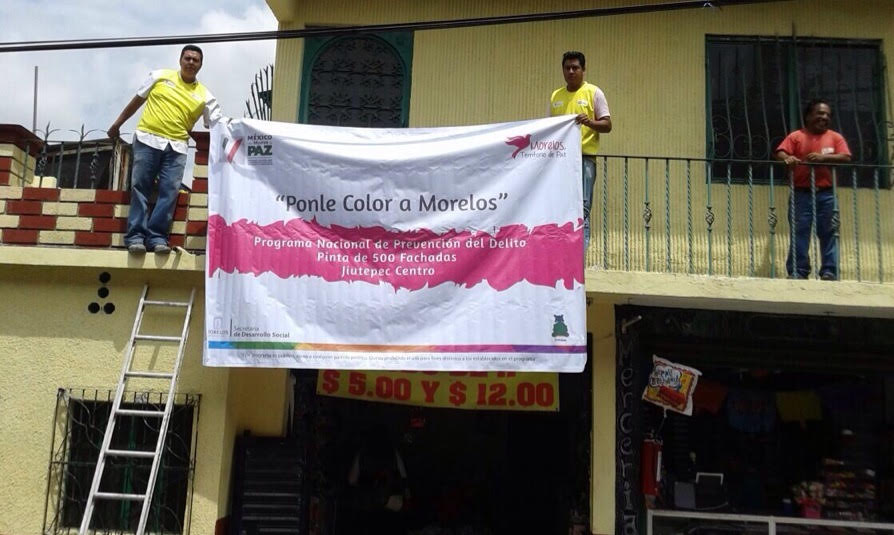 MÉXICO
PAZ
Morelos,
Territorio de Paz
"Ponle Color a Morelos"
Programa Nacional de Prevención del Delito
Pinta de 500 Fachadas
Jiutepec Centro
MORELOS
Secretaría
de Desarrollo Social
$ 5.00 Y $ 12.00
Mercería